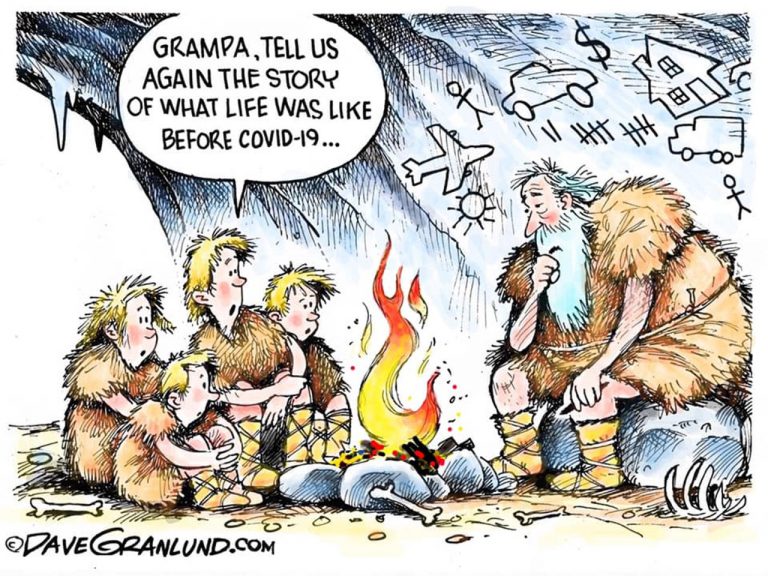 GRAMPA, TELL US
AGAIN THE STORY
OF WHAT LIFE WAS LIKE
BEFORE COVID-19...
$
©DAVEGRANLUND.COM